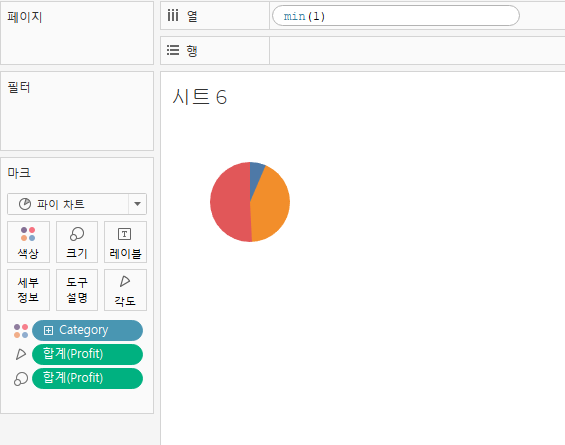 페이지
열
min(1)
행
필터
시트 6
마크
파이 차트
색상
크기
레이블
세부
정보
도구
설명
각도
Category
합계(Profit)
합계(Profit)